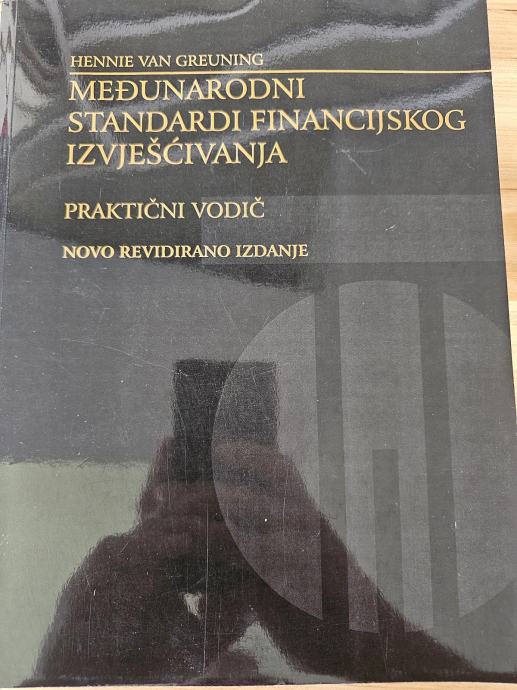 HENNIE VAN GREUNING
MEĐUNARODNI
STANDARDI FINANCIJSKOG
IZVJEŠĆIVANJA
PRAKTIČNI VODIČ
NOVO REVIDIRANO IZDANJE